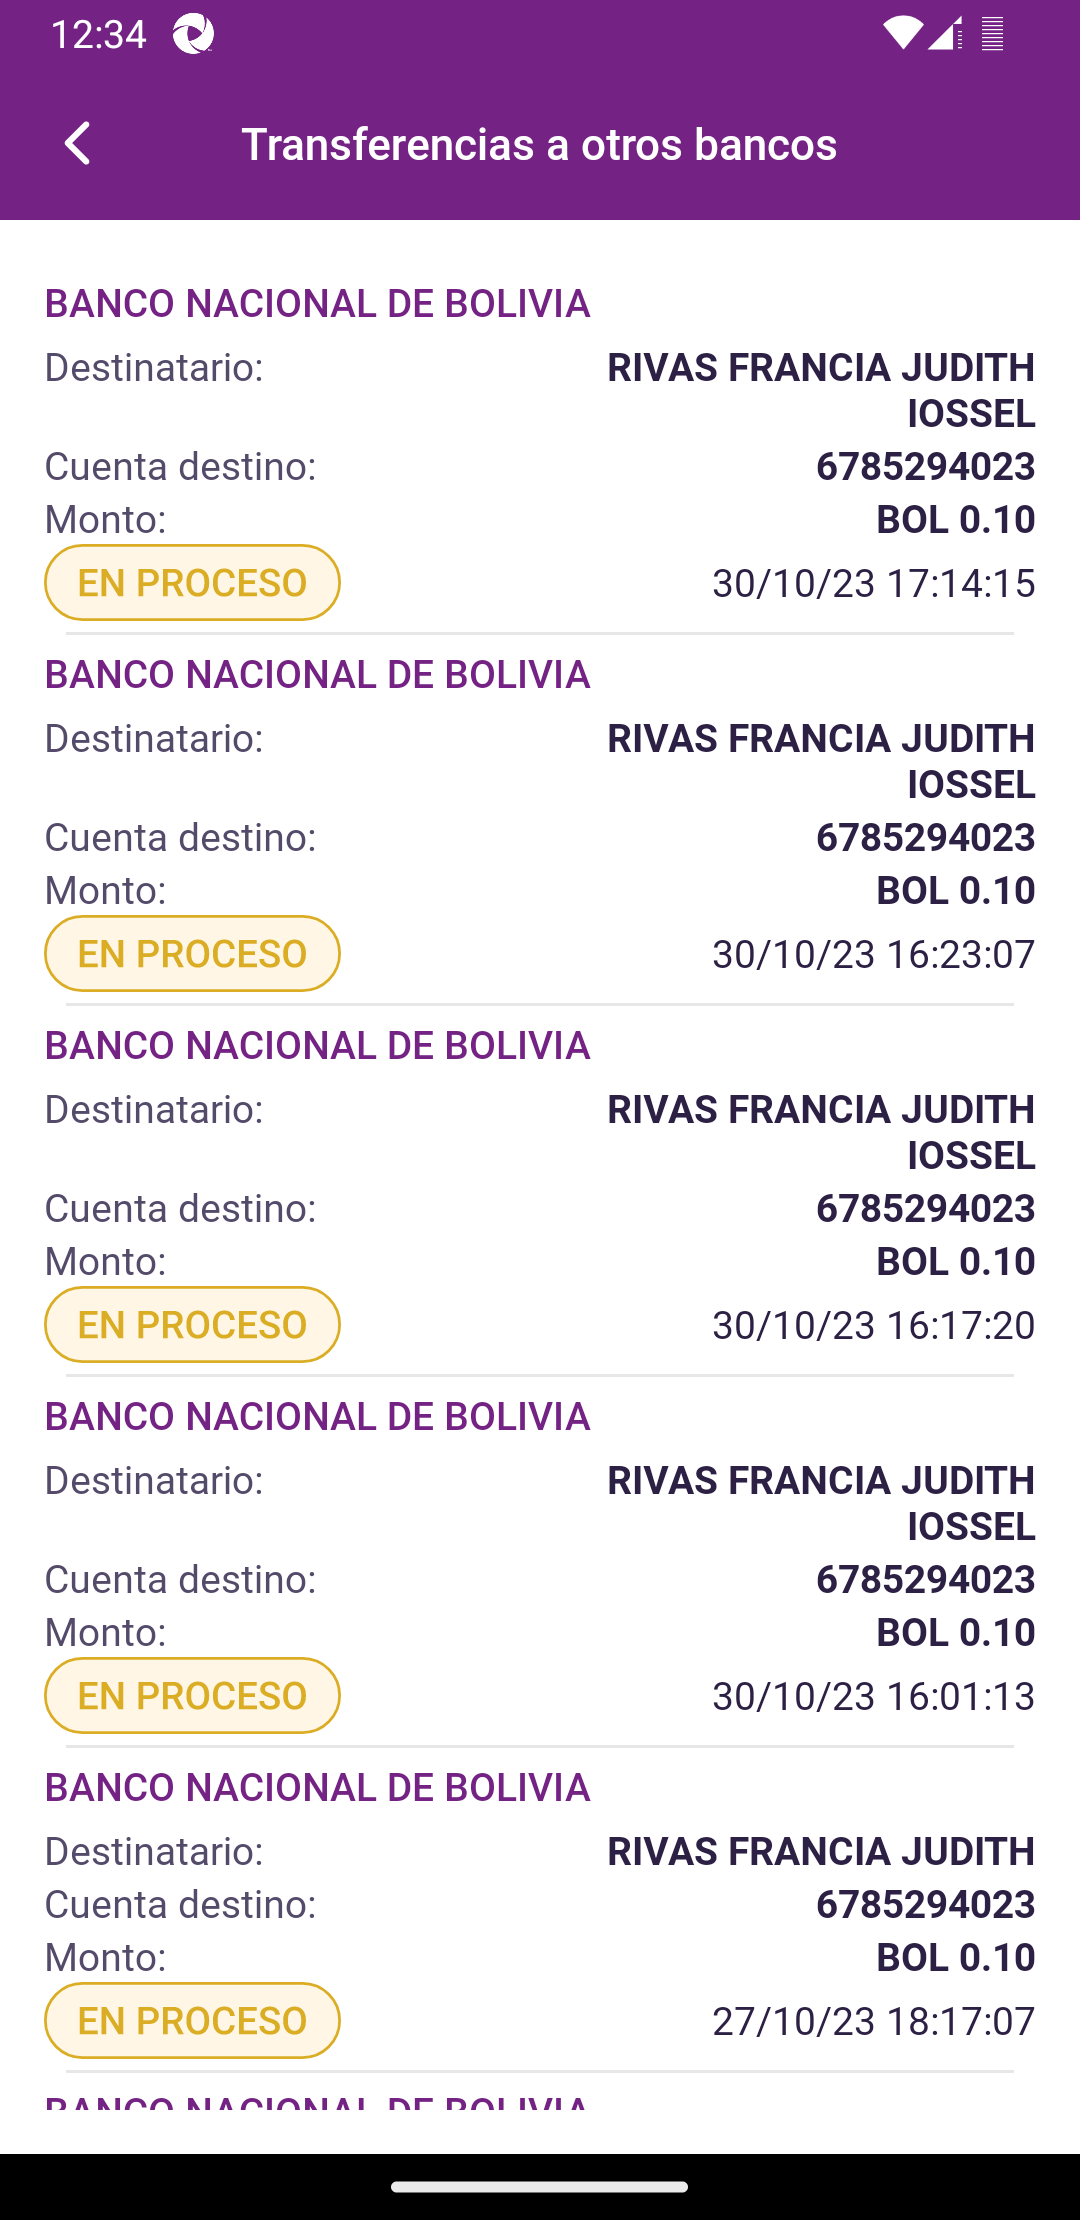 12:34
Transferencias a otros bancos
BANCO NACIONAL DE BOLIVIA
Destinatario: RIVAS FRANCIA JUDITH
IOSSEL
Cuenta destino: 6785294023
Monto: BOL 0.10
EN PROCESO 30/10/23 17:14:15
BANCO NACIONAL DE BOLIVIA
Destinatario: RIVAS FRANCIA JUDITH
IOSSEL
Cuenta destino: 6785294023
Monto: BOL 0.10
EN PROCESO 30/10/23 16:23:07
BANCO NACIONAL DE BOLIVIA
Destinatario: RIVAS FRANCIA JUDITH
IOSSEL
Cuenta destino: 6785294023
Monto: BOL 0.10
EN PROCESO 30/10/23 16:17:20
BANCO NACIONAL DE BOLIVIA
Destinatario: RIVAS FRANCIA JUDITH
IOSSEL
Cuenta destino: 6785294023
Monto: BOL 0.10
EN PROCESO 30/10/23 16:01:13
BANCO NACIONAL DE BOLIVIA
Destinatario: RIVAS FRANCIA JUDITH
Cuenta destino: 6785294023
Monto: BOL 0.10
EN PROCESO 27/10/23 18:17:07
BANCO NACIONAL DE BOLIVIA